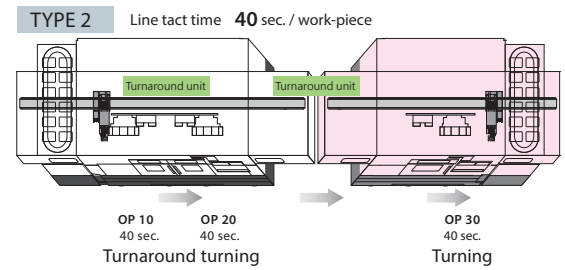 TYPE 2 Line tact time 40 sec. / work-piece
Turnaround unit Turnaround unit
OP 10 OP 20 OP 30
40 sec. 40 sec. 40 sec.
Turnaround turning Turning